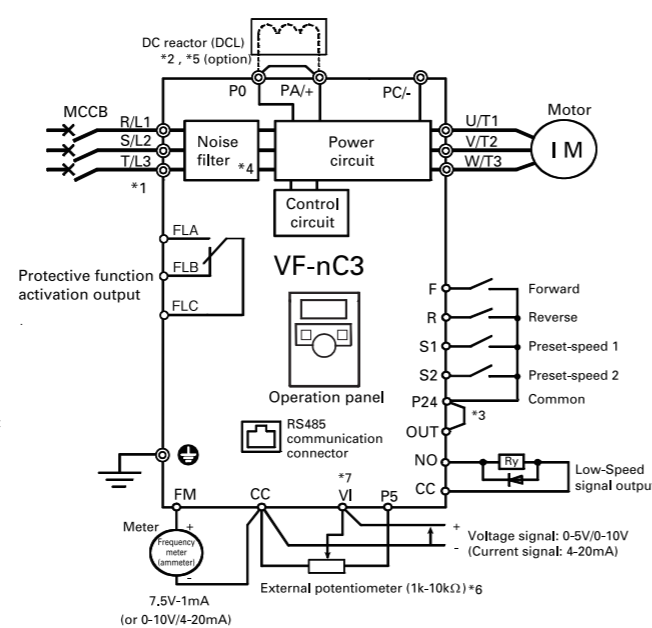 DC reactor (DCL)
*2 , *5 (option)
P0 PA/+ PC/-
MCCB
R/L1
S/L2
T/L3
*1
Noise
filter *4
Power
circuit
Control
circuit
U/T1
V/T2
W/T3
Motor
IM
FLA
FLB
FLC
Protective function
activation output
VF-nC3
Operation panel
RS485
communication
connector
F Forward
R Reverse
S1 Preset-speed 1
S2 Preset-speed 2
P24 Common
*3
OUT
NO
Ry
CC
Low-Speed
signal output
*7
FM CC VI P5
Meter
+
Frequency
meter
(ammeter)
-
7.5V-1mA
(or 0-10V/4-20mA)
+
Voltage signal: 0-5V/0-10V
-
(Current signal: 4-20mA)
External potentiometer (1k-10kΩ) *6